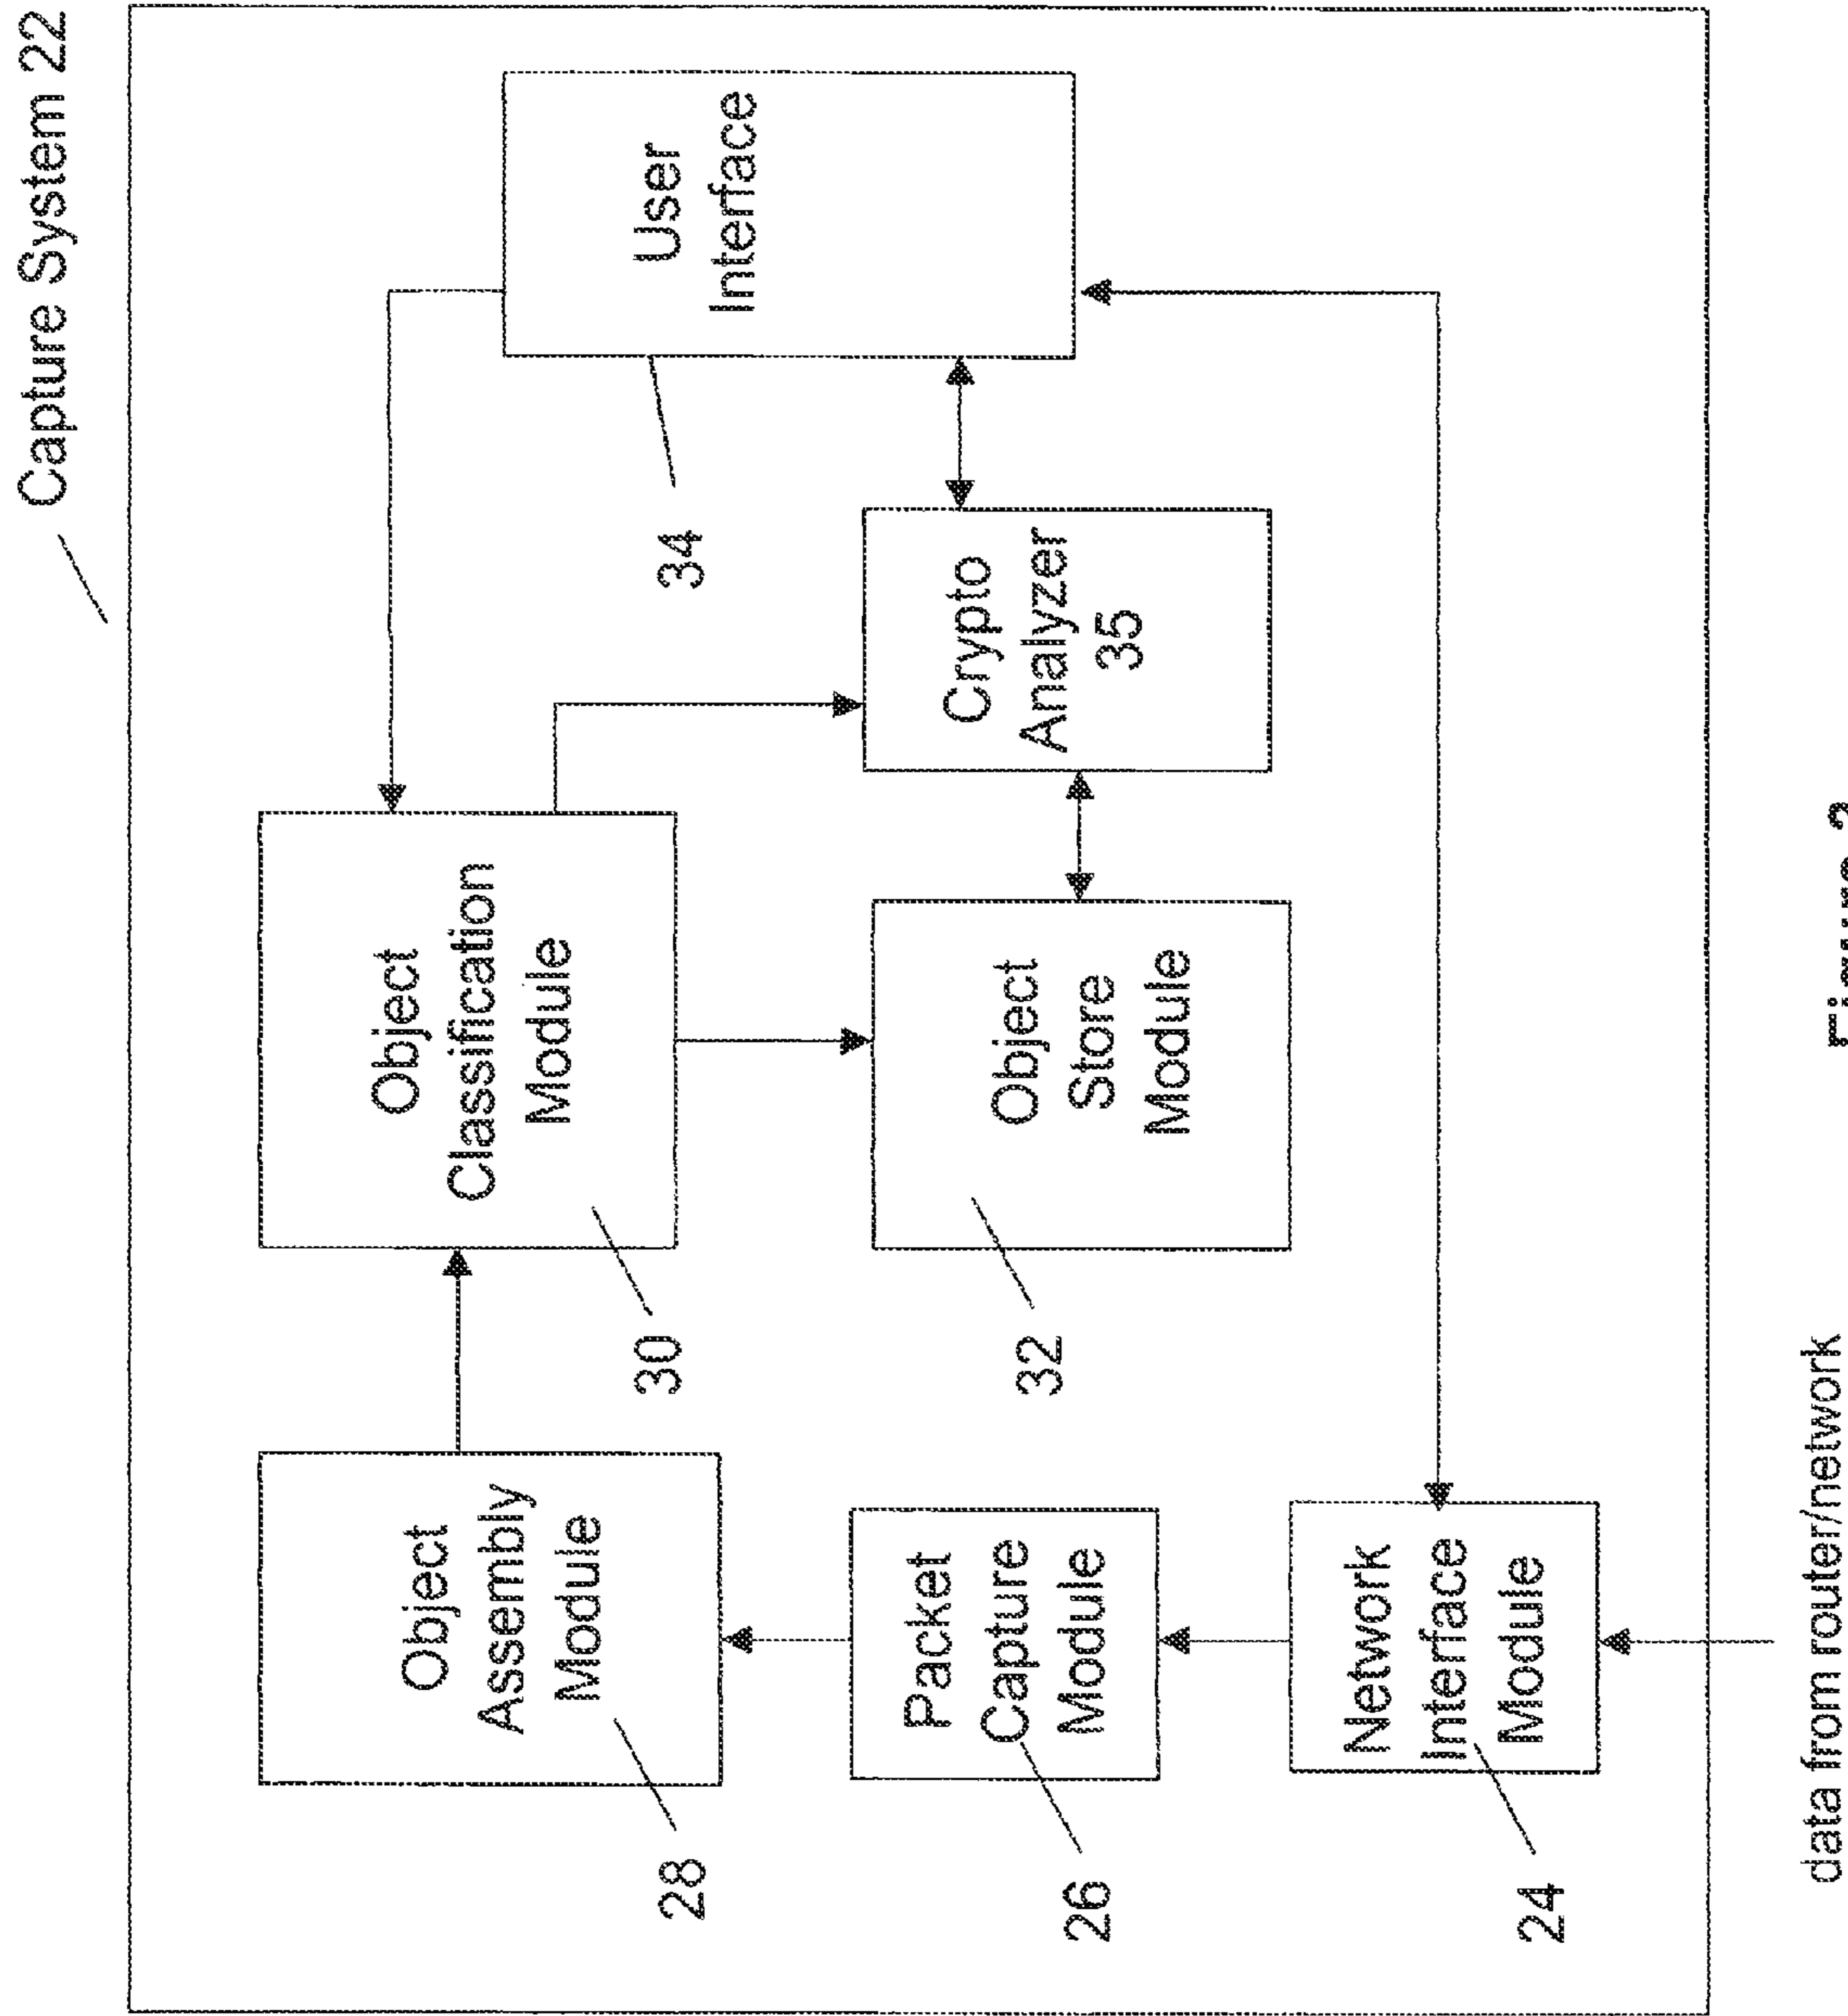 Capture System 22
Object
Assembly
Module
28
Object
Classification
Module
30
User
Interface
34
Packet
Capture
Module
26
Object
Store
Module
32
Crypto
Analyzer
35
Network
Interface
Module
24
data from router/network